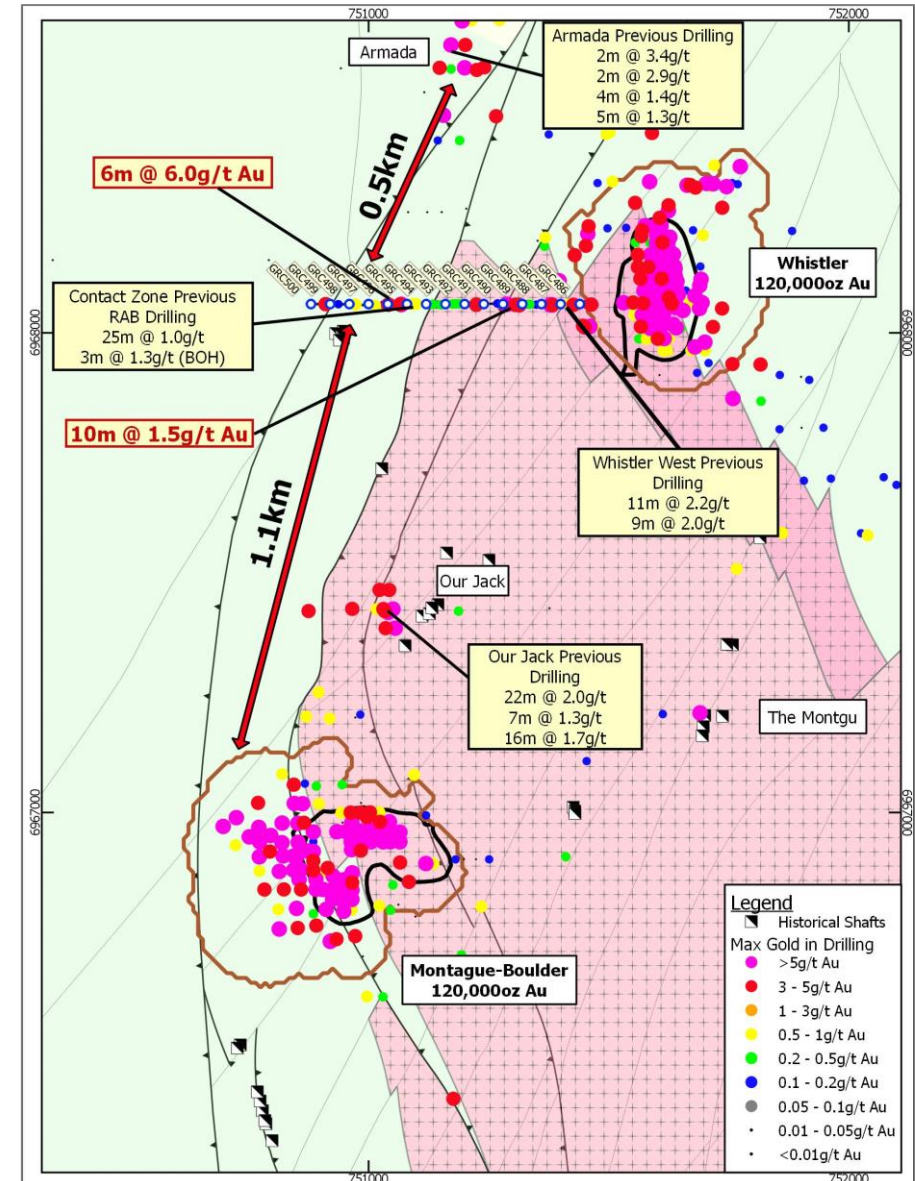 751000
752000
Armada
Armada Previous Drilling
2m @ 3.4g/t
2m @ 2.9g/t
4m @ 1.4g/t
5m @ 1.3g/t
6m @ 6.0g/t Au
0.5km
Whistler
120,000oz Au
GRC500
GRC499
GRC498
GRC497
GRC494
GRC493
GRC492
GRC491
GRC490
GRC489
GRC488
GRC487
GRC486
Contact Zone Previous
RAB Drilling
25m @ 1.0g/t
3m @ 1.3g/t (BOH)
6968000
6968000
10m @ 1.5g/t Au
Whistler West Previous
Drilling
11m @ 2.2g/t
9m @ 2.0g/t
1.1km
Our Jack
Our Jack Previous
Drilling
22m @ 2.0g/t
7m @ 1.3g/t
16m @ 1.7g/t
The Montgu
6967000
6967000
Montague-Boulder
120,000oz Au
Legend
Historical Shafts
Max Gold in Drilling
>5g/t Au
3 - 5g/t Au
1 - 3g/t Au
0.5 - 1g/t Au
0.2 - 0.5g/t Au
0.1 - 0.2g/t Au
0.05 - 0.1g/t Au
0.01 - 0.05g/t Au
<0.01g/t Au
751000
752000